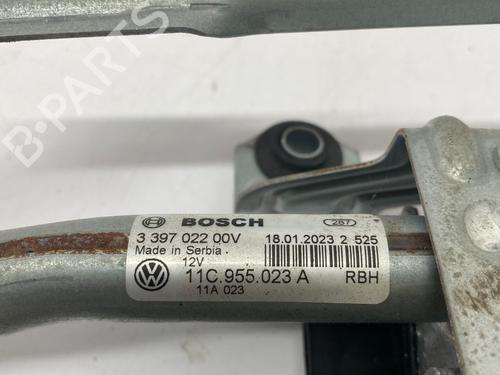 B-PARTS
BOSCH 287
3 397 022 00V 18.01.2023 2 525
Made in Serbia
12V
11C.955.023 A RBH
11A 023